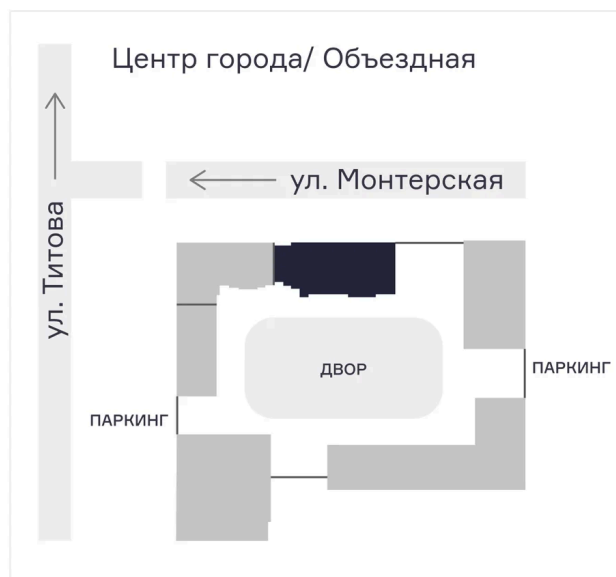 Центр города/ Объездная
ул. Монтерская
ул. Титова
ДВОР
ПАРКИНГ
ПАРКИНГ